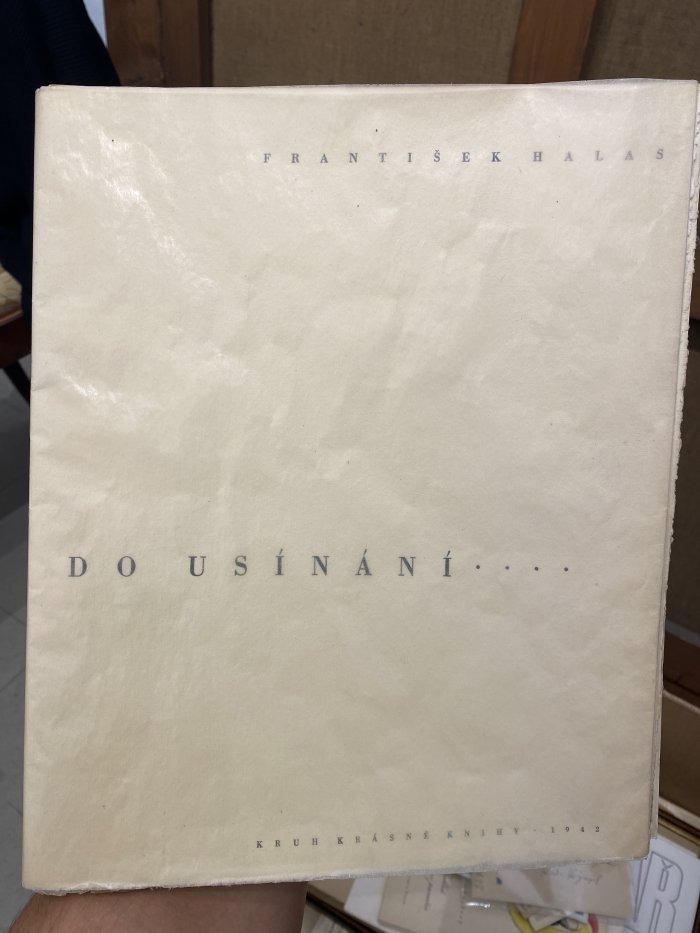 FRANTIŠEK HALAS
DO USÍNÁNÍ....
KRUH KRÁSNÉ KNIHY - 1942